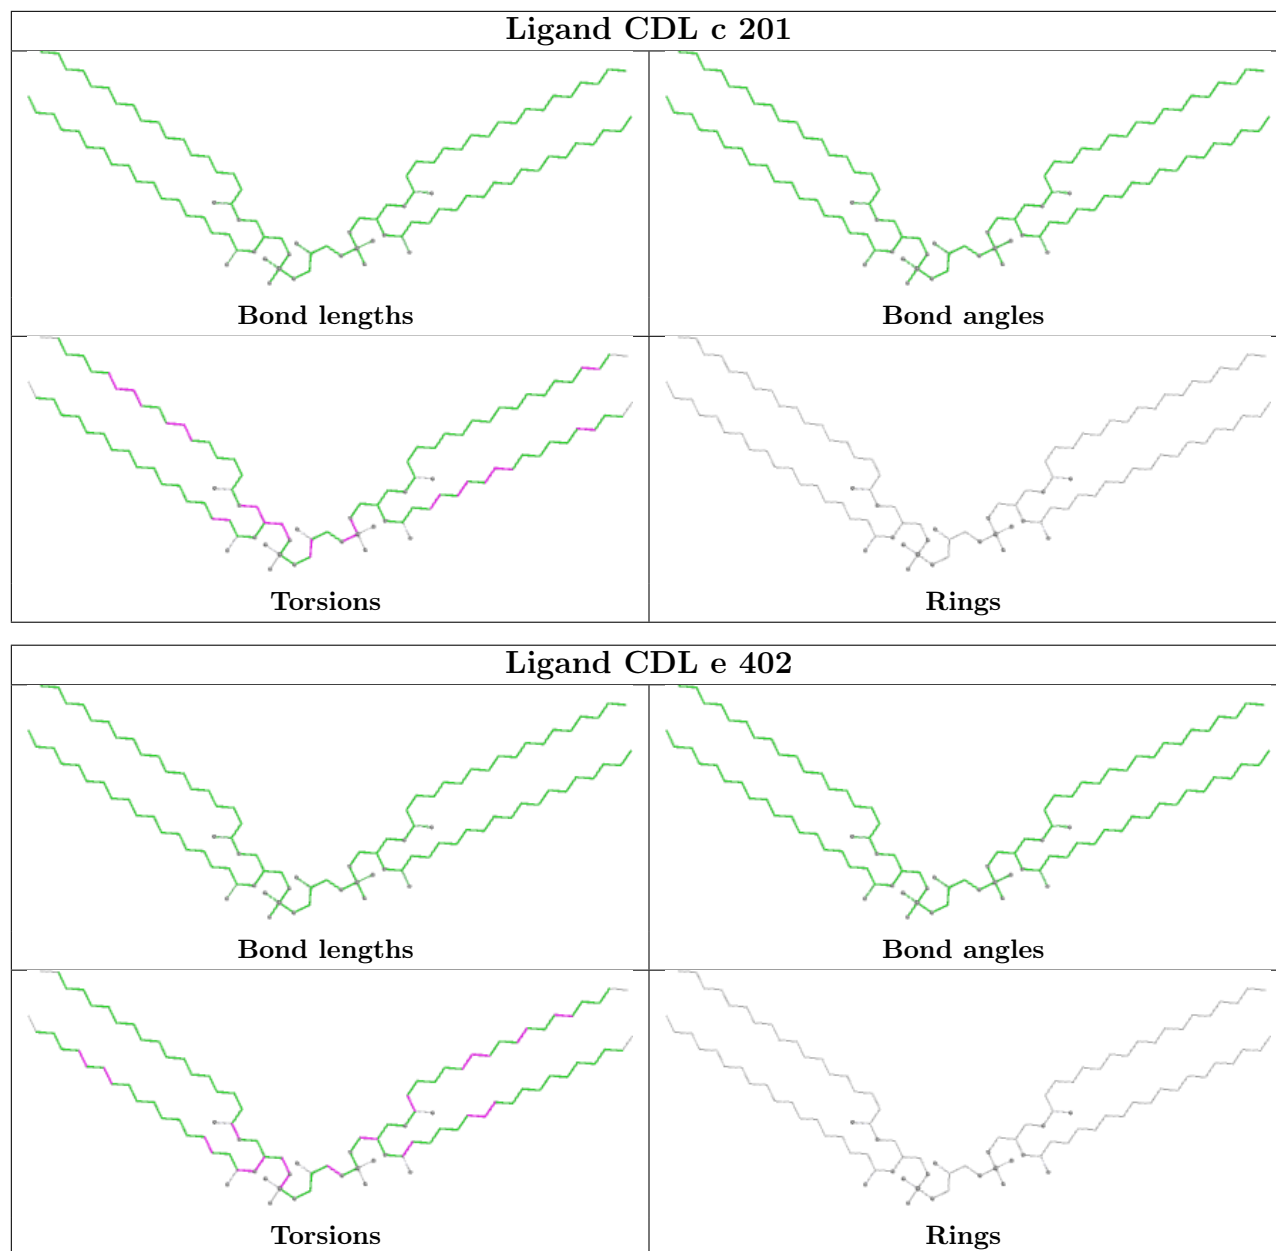 Ligand CDL c 201
Bond lengths
Bond angles
Torsions
Rings
Ligand CDL e 402
Bond lengths
Bond angles
Torsions
Rings